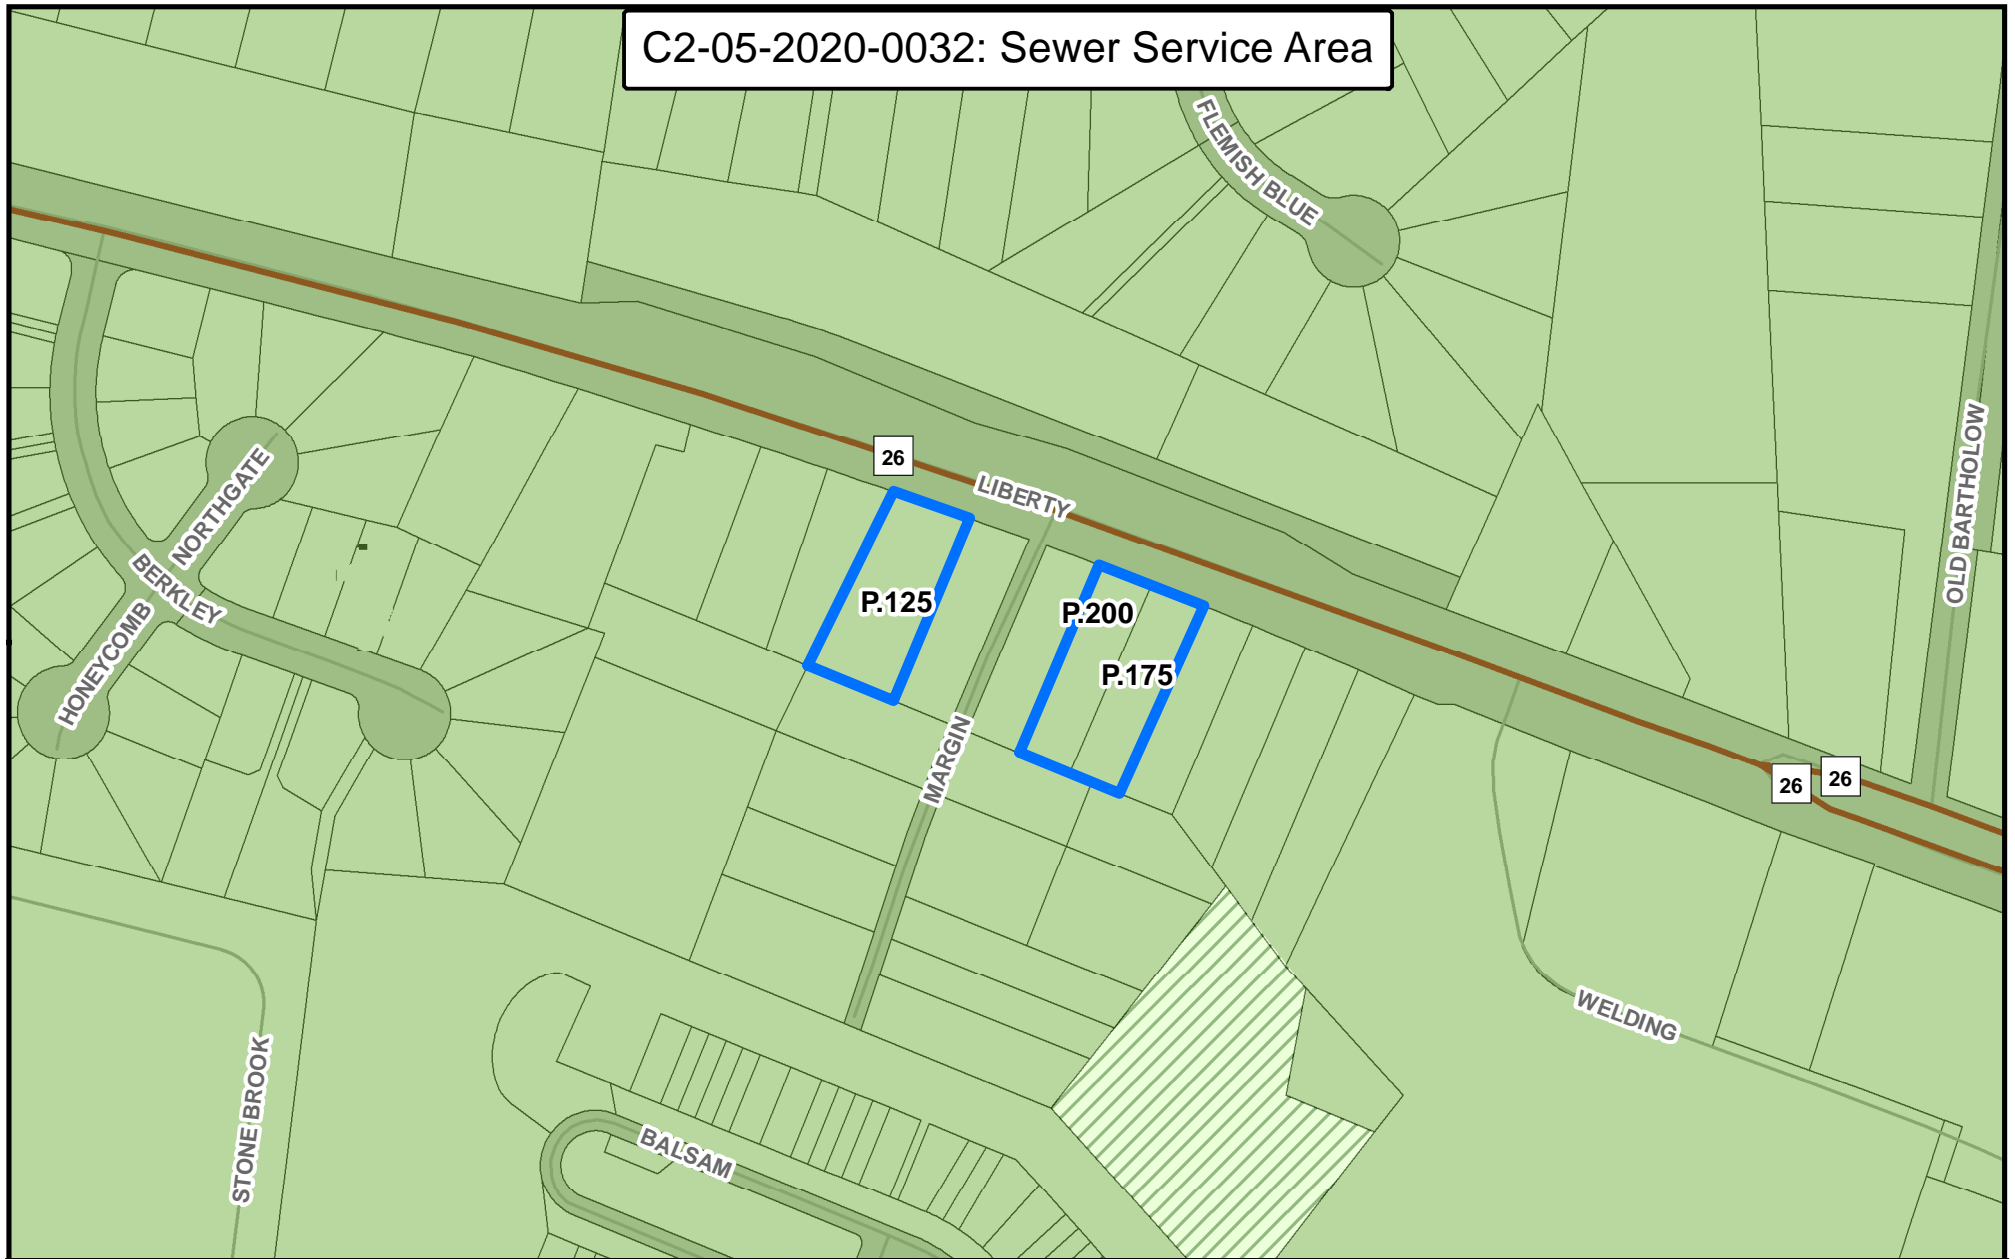 C2-05-2020-0032: Sewer Service Area
FLEMISH BLUE
26
LIBERTY
OLD BARTHOLOW
NORTHGATE
BERKLEY
HONEYCOMB
P.125
P.200
P.175
MARGIN
26
26
WELDING
STONE BROOK
BALSAM